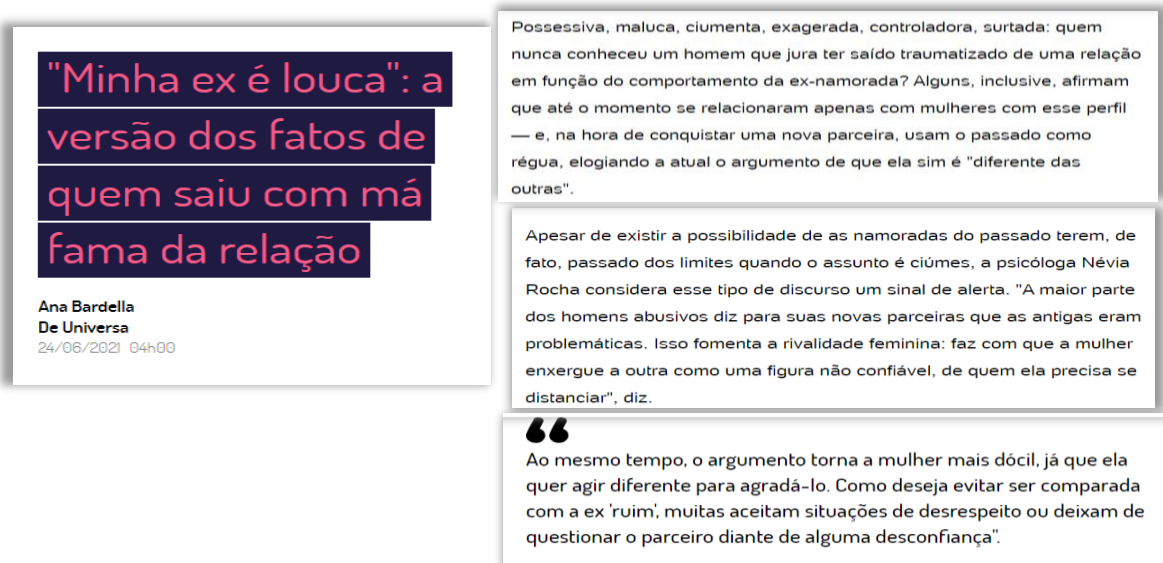 "Minha ex é louca": a
versão dos fatos de
quem saiu com má
fama da relação
Ana Bardella
De Universa
24/06/2021 04h00
Possessiva, maluca, ciumenta, exagerada, controladora, surtada: quem
nunca conheceu um homem que jura ter saído traumatizado de uma relação
em função do comportamento da ex-namorada? Alguns, inclusive, afirmam
que até o momento se relacionaram apenas com mulheres com esse perfil
— e, na hora de conquistar uma nova parceira, usam o passado como
régua, elogiando a atual o argumento de que ela sim é "diferente das
outras".
Apesar de existir a possibilidade de as namoradas do passado terem, de
fato, passado dos limites quando o assunto é ciúmes, a psicóloga Névia
Rocha considera esse tipo de discurso um sinal de alerta. "A maior parte
dos homens abusivos diz para suas novas parceiras que as antigas eram
problemáticas. Isso fomenta a rivalidade feminina: faz com que a mulher
enxergue a outra como uma figura não confiável, de quem ela precisa se
distanciar", diz.
“
Ao mesmo tempo, o argumento torna a mulher mais dócil, já que ela
quer agir diferente para agradá-lo. Como deseja evitar ser comparada
com a ex 'ruim', muitas aceitam situações de desrespeito ou deixam de
questionar o parceiro diante de alguma desconfiança".